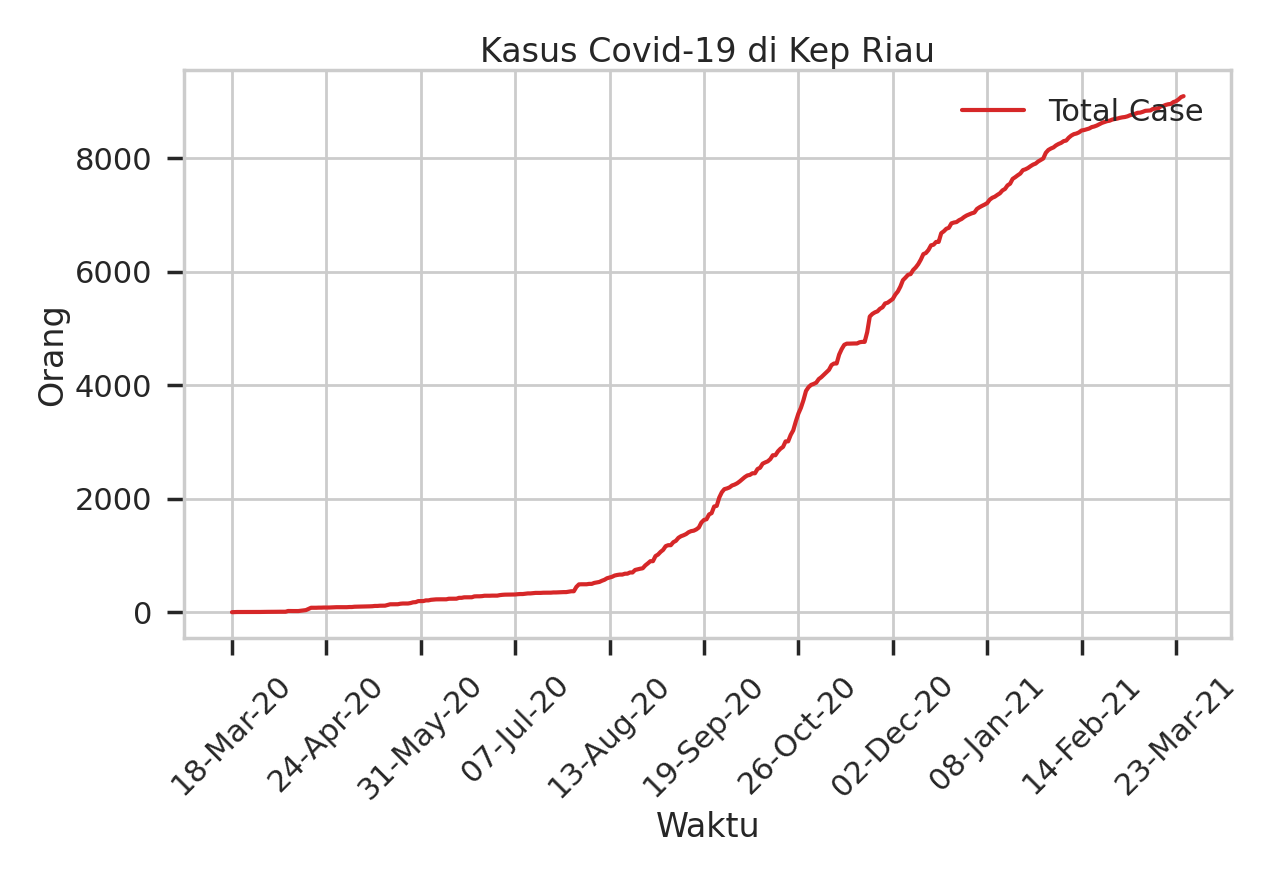 Kasus Covid-19 di Kep Riau
Total Case
Orang
8000
6000
4000
2000
0
18-Mar-20
24-Apr-20
31-May-20
07-Jul-20
13-Aug-20
19-Sep-20
26-Oct-20
02-Dec-20
08-Jan-21
14-Feb-21
23-Mar-21
Waktu